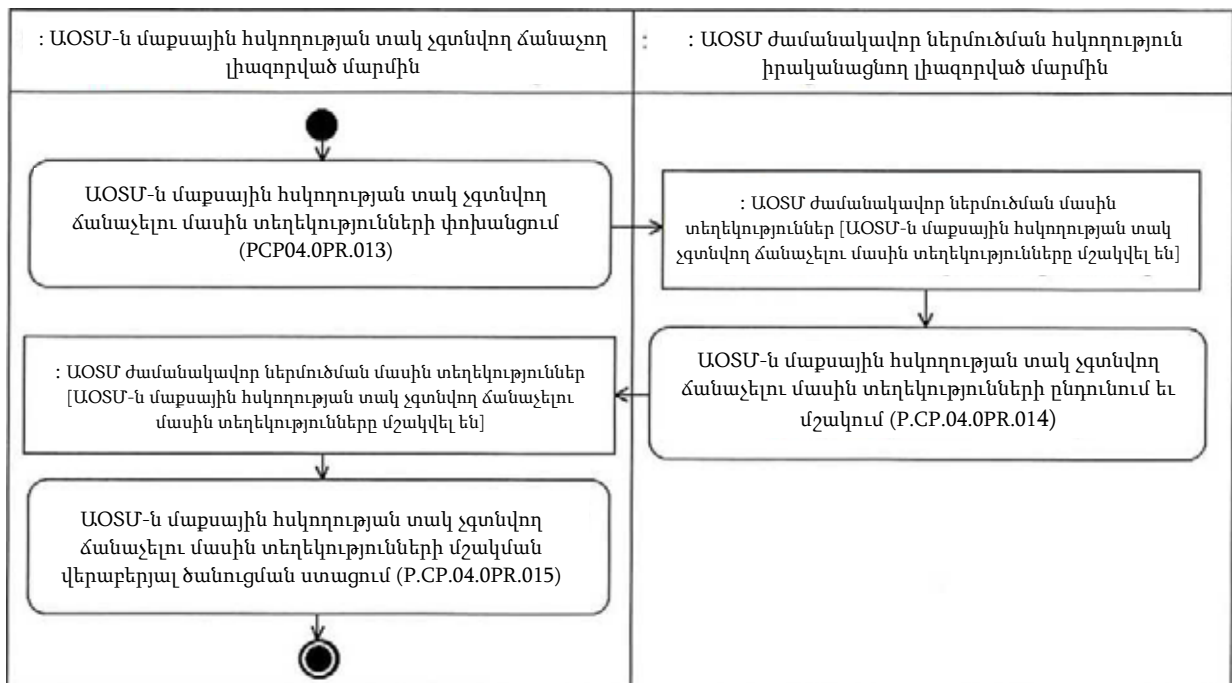 : ԱՕՏՄ-ն մաքսային հսկողության տակ չգտնվող ճանաչող
լիազորված մարմին
:
: ԱՕՏՄ ժամանակավոր ներմուծման հսկողություն
իրականացնող լիազորված մարմին
ԱՕՏՄ-ն մաքսային հսկողության տակ չգտնվող
ճանաչելու մասին տեղեկությունների փոխանցում
(PCP04.0PR.013)
: ԱՕՏՄ ժամանակավոր ներմուծման մասին
տեղեկություններ [ԱՕՏՄ-ն մաքսային հսկողության տակ
չգտնվող ճանաչելու մասին տեղեկությունները մշակվել են]
ԱՕՏՄ-ն մաքսային հսկողության տակ չգտնվող
ճանաչելու մասին տեղեկությունների ընդունում եւ
մշակում (P.CP.04.0PR.014)
: ԱՕՏՄ ժամանակավոր ներմուծման մասին տեղեկություններ
[ԱՕՏՄ-ն մաքսային հսկողության տակ չգտնվող ճանաչելու
մասին տեղեկությունները մշակվել են]
ԱՕՏՄ-ն մաքսային հսկողության տակ չգտնվող
ճանաչելու մասին տեղեկությունների մշակման
վերաբերյալ ծանուցման ստացում (P.CP.04.0PR.015)